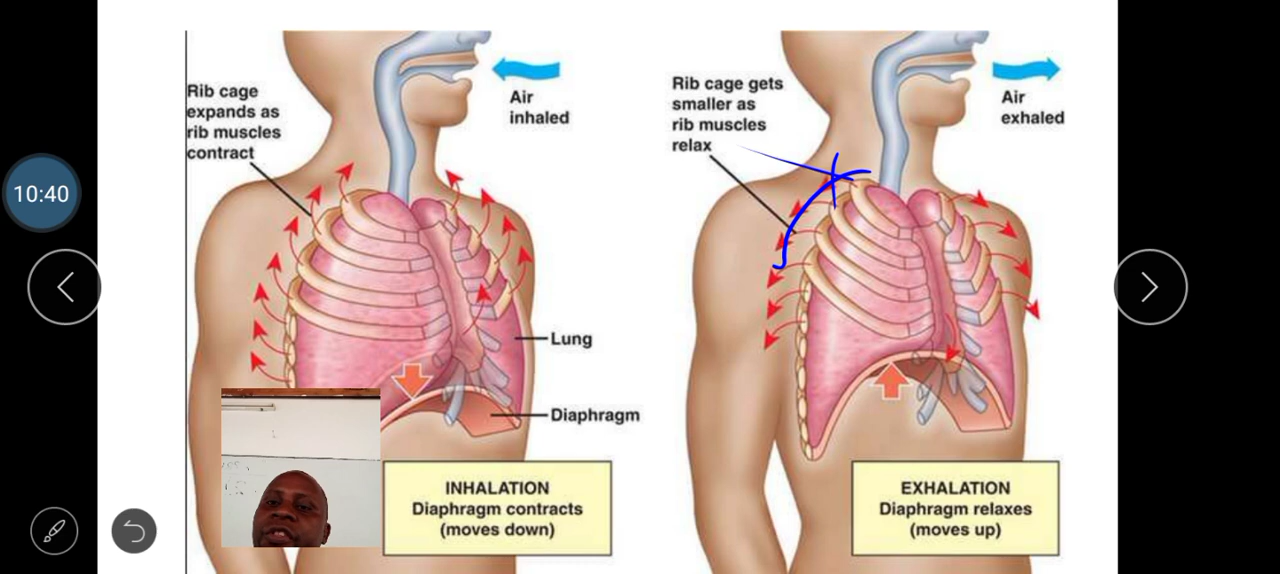 Rib cage
expands as
rib muscles
contract
Air
inhaled
Lung
Diaphragm
INHALATION
Diaphragm contracts
(moves down)
Rib cage gets
smaller as
rib muscles
relax
Air
exhaled
EXHALATION
Diaphragm relaxes
(moves up)
10:40